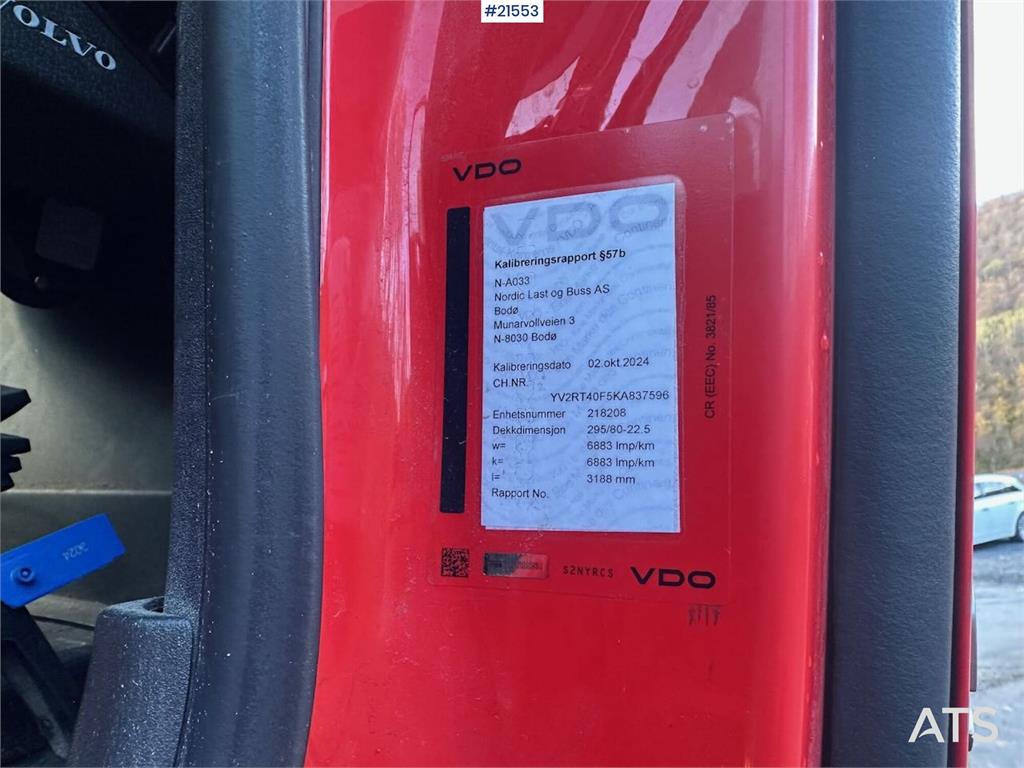 #21553
VOLVO
VDO
VDO
Kalibreringsrapport §57b
N-A033
Nordic Last og Buss AS
Bodø
Munarvollveien 3
N-8030 Bodø
Kalibreringsdato 02.okt.2024
CH.NR.
YV2RT40F5KA837596
Enhetsnummer 218208
Dekkdimensjon 295/80-22.5
w= 6883 Imp/km
k= 6883 Imp/km
l= 3188 mm
Rapport No.
CR (EEC) No. 3821/85
S2NYRCS
VDO
ATS